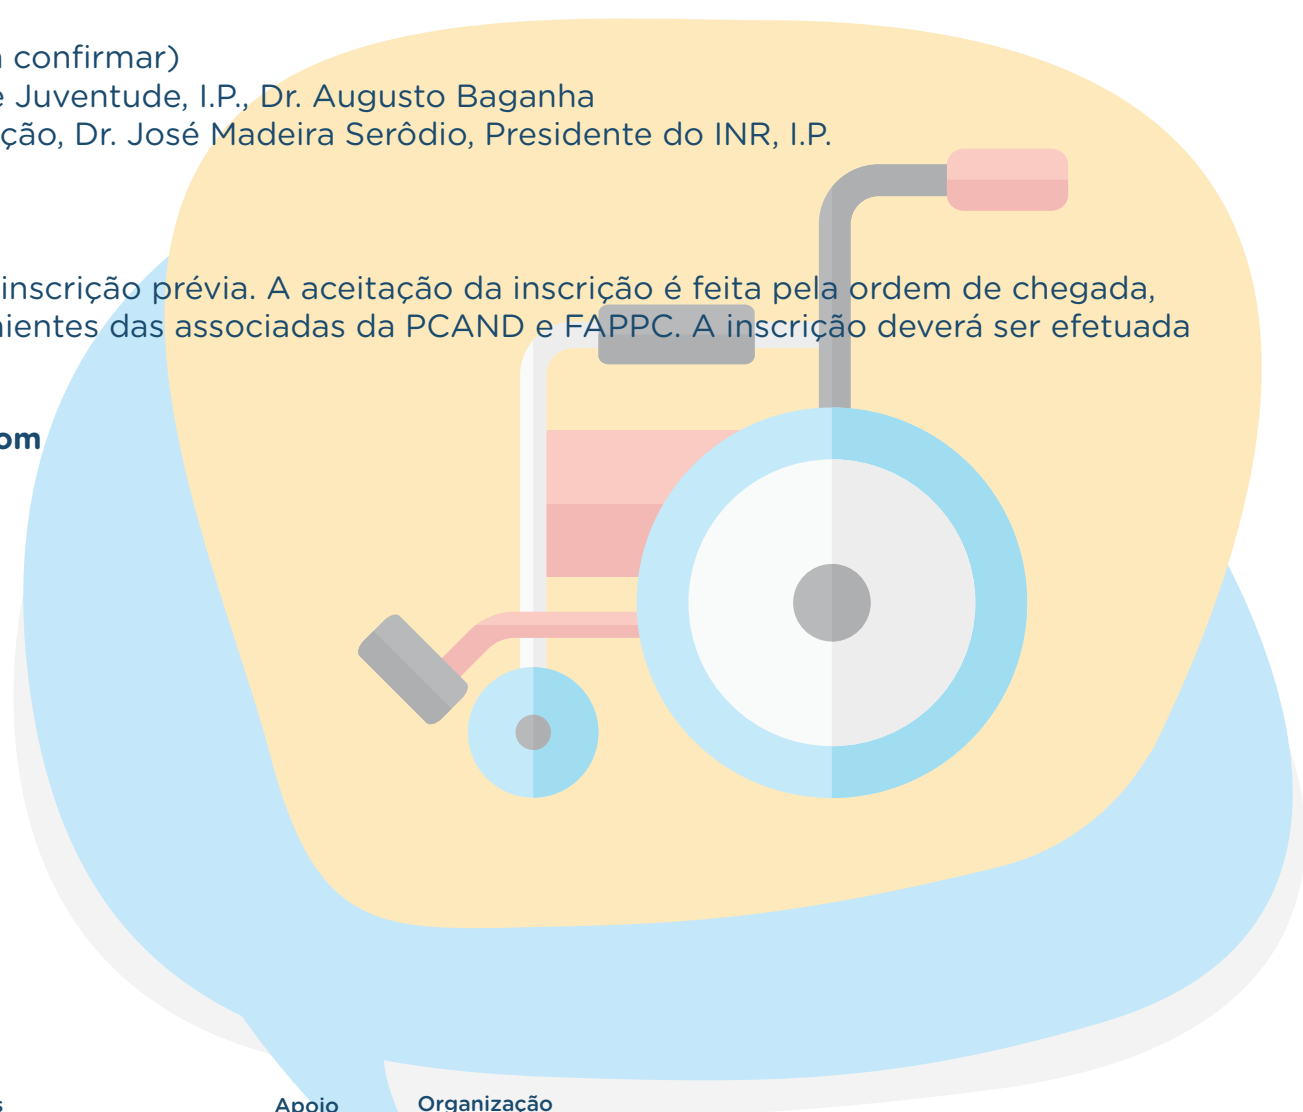 confirmar)
Juventude, I.P., Dr. Augusto Baganha
ção, Dr. José Madeira Serôdio, Presidente do INR, I.P.
inscrição prévia. A aceitação da inscrição é feita pela ordem de chegada,
nientes das associadas da PCAND e FAPPC. A inscrição deverá ser efetuada
om
Apoio
Organização